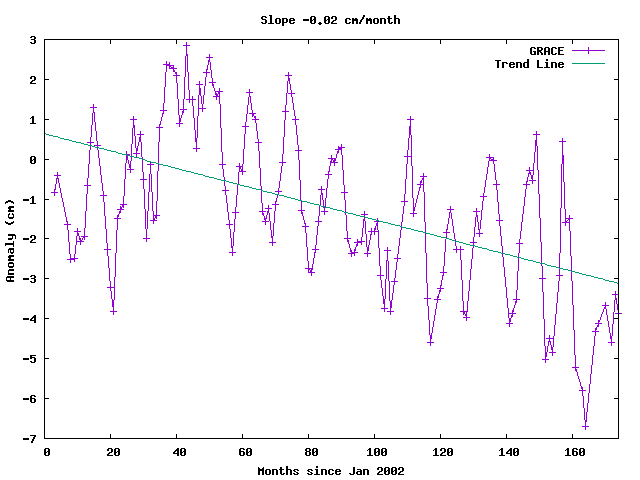 Slope -0.02 cm/month
GRACE
Trend Line
3
2
1
0
-1
-2
-3
-4
-5
-6
-7
Anomaly (cm)
0 20 40 60 80 100 120 140 160
Months since Jan 2002